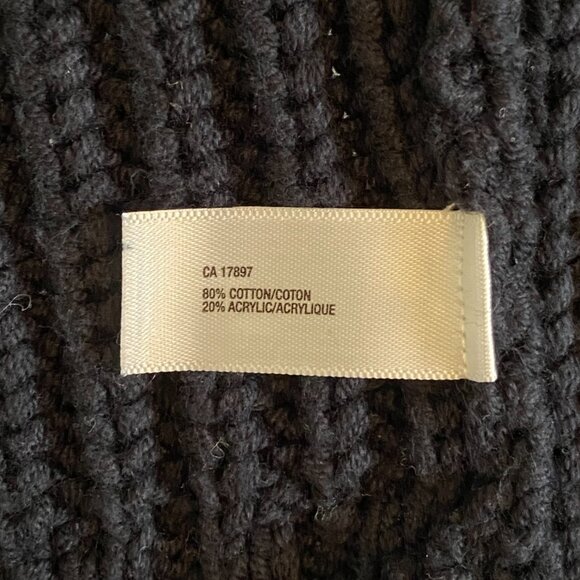 CA 17897
80% COTTON/COTON
20% ACRYLIC/ACRYLIQUE